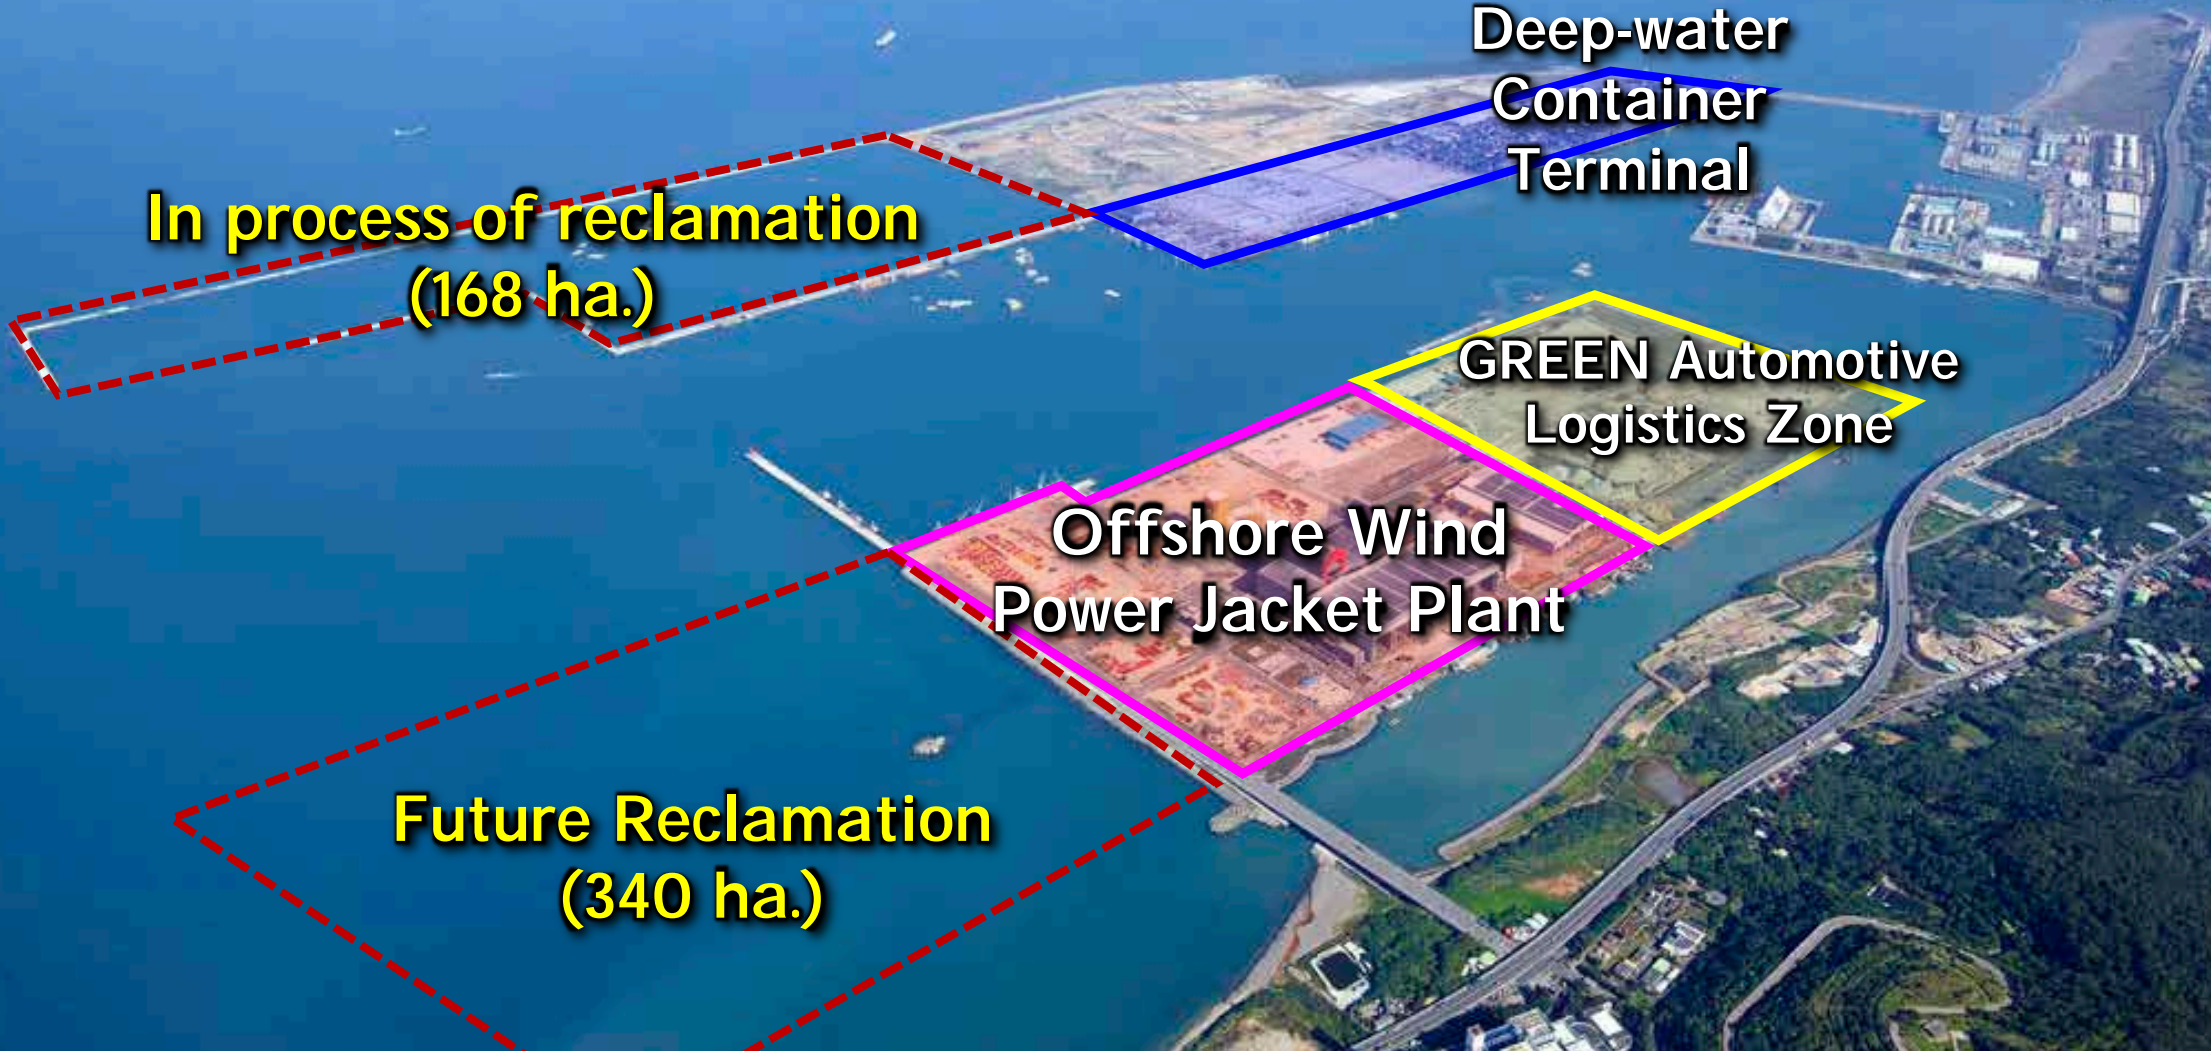 Deep-water
Container
Terminal
In process of reclamation
(168 ha.)
GREEN Automotive
Logistics Zone
Offshore Wind
Power Jacket Plant
Future Reclamation
(340 ha.)